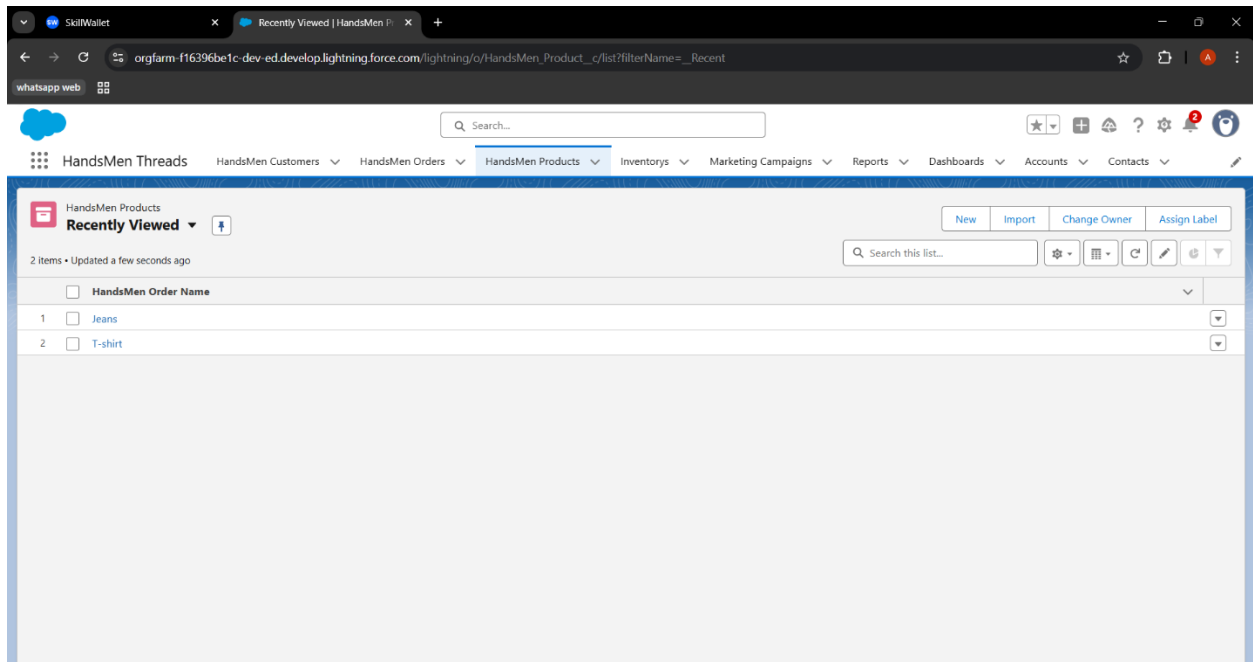 SW SkillWallet
Recently Viewed | HandsMen Pr
orgfarm-f16396be1c-dev-ed.develop.lightning.force.com/lightning/o/HandsMen_Product__c/list?filterName=__Recent
A
whatsapp web
Search...
2
HandsMen Threads HandsMen Customers HandsMen Orders HandsMen Products Inventorys Marketing Campaigns Reports Dashboards Accounts Contacts
HandsMen Products
Recently Viewed
New Import Change Owner Assign Label
2 items • Updated a few seconds ago
Search this list...
HandsMen Order Name
1 Jeans
2 T-shirt